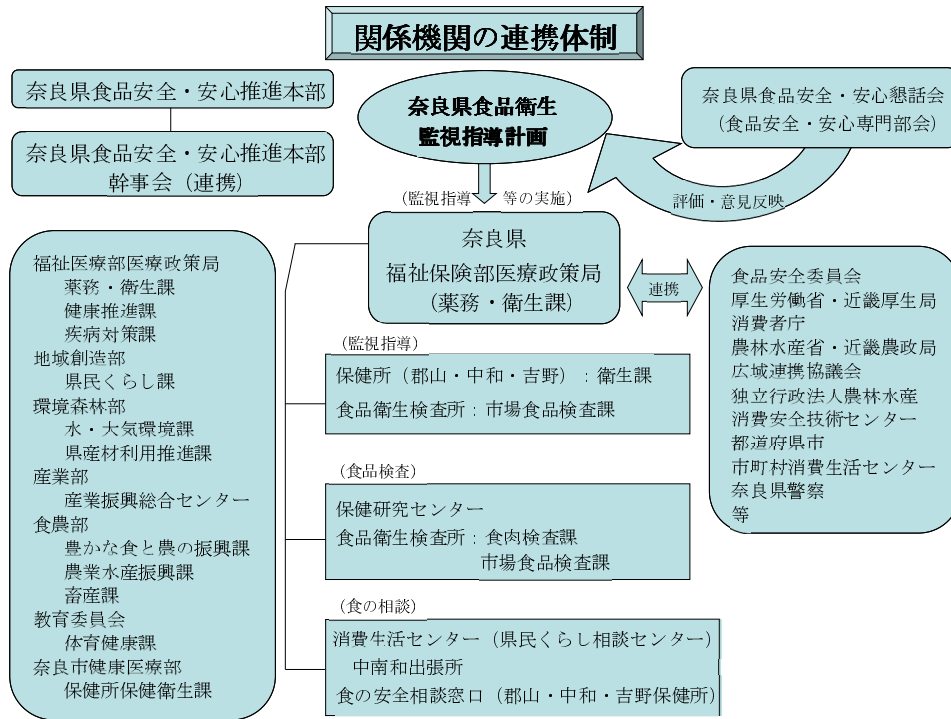 関係機関の連携体制
奈良県食品安全・安心推進本部
奈良県食品安全・安心推進本部
幹事会（連携）
奈良県食品衛生
監視指導計画
奈良県食品安全・安心懇話会
（食品安全・安心専門部会）
評価・意見反映
（監視指導　等の実施）
奈良県
福祉保険部医療政策局
（薬務・衛生課）
連携
福祉医療部医療政策局
薬務・衛生課
健康推進課
疾病対策課
地域創造部
県民くらし課
環境森林部
水・大気環境課
県産材利用推進課
産業部
産業振興総合センター
食農部
豊かな食と農の振興課
農業水産振興課
畜産課
教育委員会
体育健康課
奈良市健康医療部
保健所保健衛生課
（監視指導）
保健所（郡山・中和・吉野）：衛生課
食品衛生検査所：市場食品検査課
（食品検査）
保健研究センター
食品衛生検査所：食肉検査課
市場食品検査課
（食の相談）
消費生活センター（県民くらし相談センター）
中南和出張所
食の安全相談窓口（郡山・中和・吉野保健所）
食品安全委員会
厚生労働省・近畿厚生局
消費者庁
農林水産省・近畿農政局
広域連携協議会
独立行政法人農林水産
消費安全技術センター
都道府県市
市町村消費生活センター
奈良県警察
等